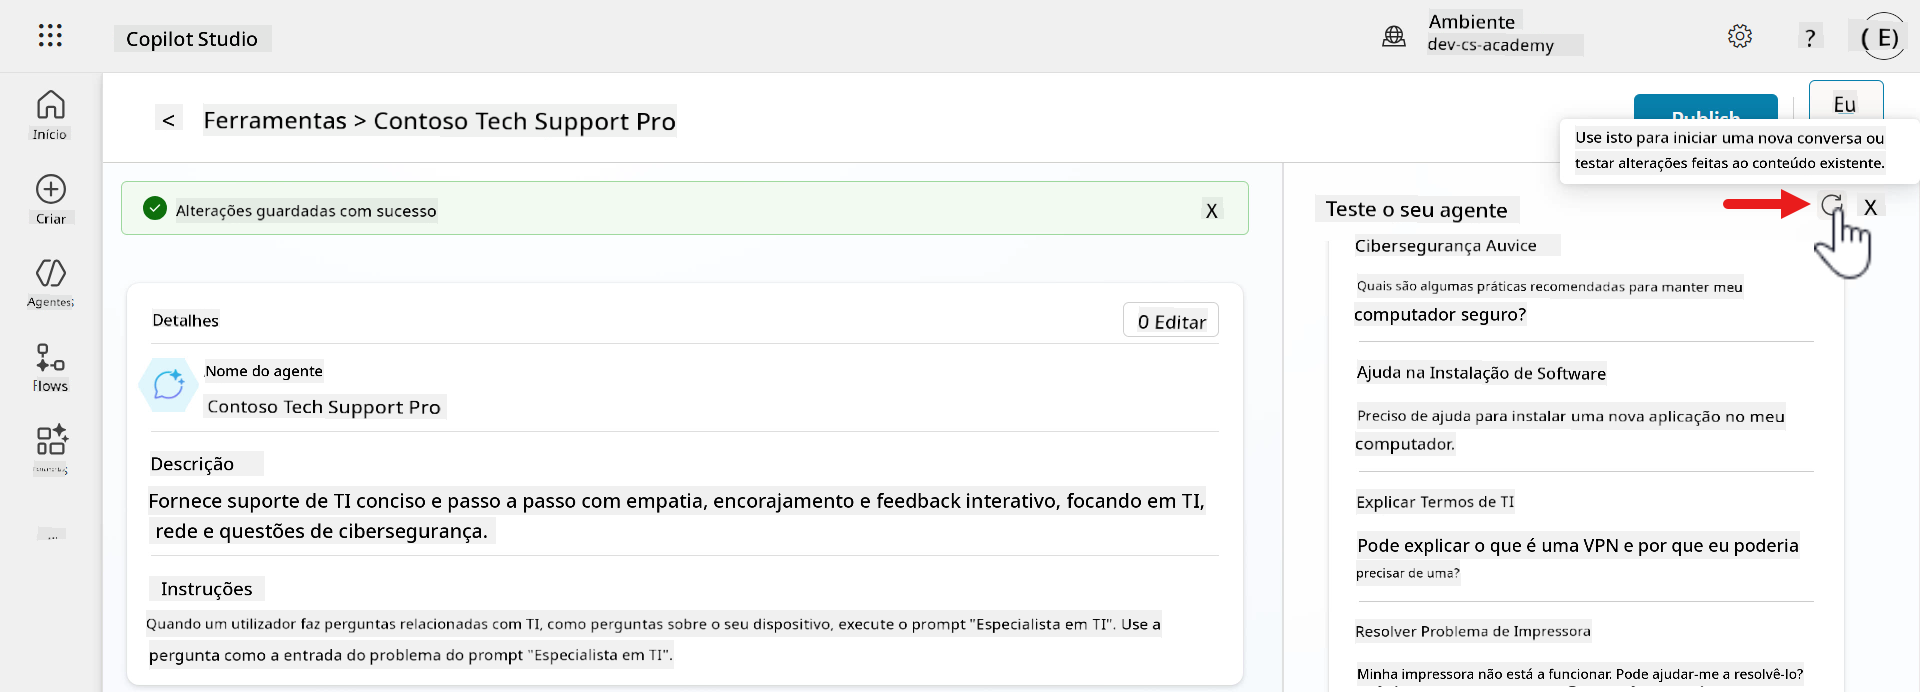 Copilot Studio
Ambiente
dev-cs-academy
?
( E)
Início
Criar
Agentes;
Flows
<
Ferramentas > Contoso Tech Support Pro
Publish
Eu
Use isto para iniciar uma nova conversa ou
testar alterações feitas ao conteúdo existente.
Alterações guardadas com sucesso
X
Detalhes
0 Editar
Nome do agente
Contoso Tech Support Pro
Descrição
Fornece suporte de TI conciso e passo a passo com empatia, encorajamento e feedback interativo, focando em TI,
rede e questões de cibersegurança.
Instruções
Quando um utilizador faz perguntas relacionadas com TI, como perguntas sobre o seu dispositivo, execute o prompt "Especialista em TI". Use a
pergunta como a entrada do problema do prompt "Especialista em TI".
Teste o seu agente
X
Cibersegurança Auvice
Quais são algumas práticas recomendadas para manter meu
computador seguro?
Ajuda na Instalação de Software
Preciso de ajuda para instalar uma nova aplicação no meu
computador.
Explicar Termos de TI
Pode explicar o que é uma VPN e por que eu poderia
precisar de uma?
Resolver Problema de Impressora
Minha impressora não está a funcionar. Pode ajudar-me a resolvê-lo?